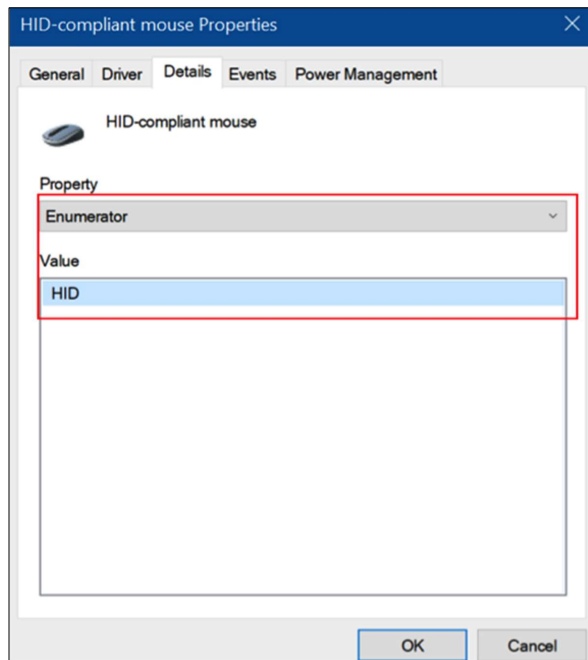 HID-compliant mouse Properties
General Driver Details Events Power Management
HID-compliant mouse
Property
Enumerator
Value
HID
OK Cancel